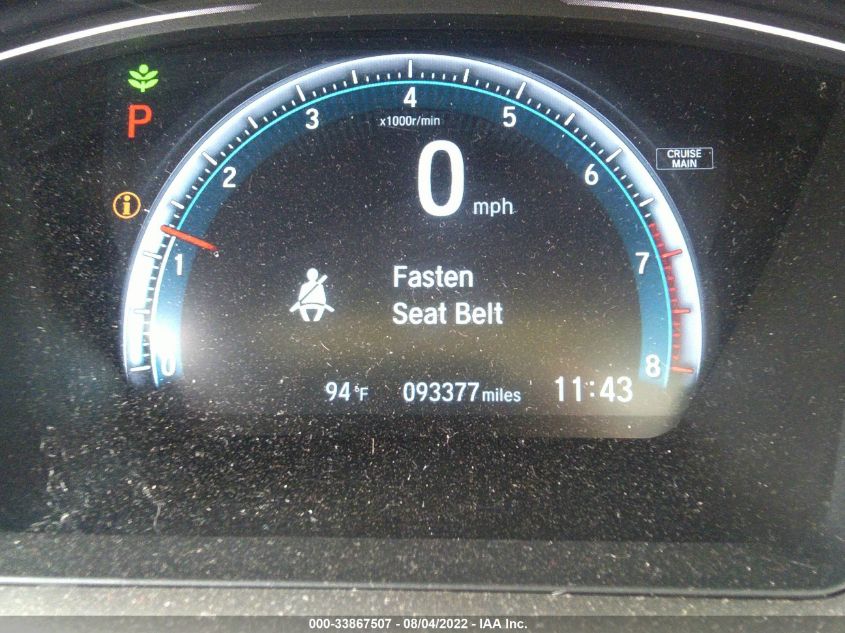 P
i
0 1 2 3 4 5 6 7 8
x1000r/min
CRUISE
MAIN
0 mph
Fasten
Seat Belt
94°F 093377 miles 11:43
000-33867507 - 08/04/2022 - IAA Inc.